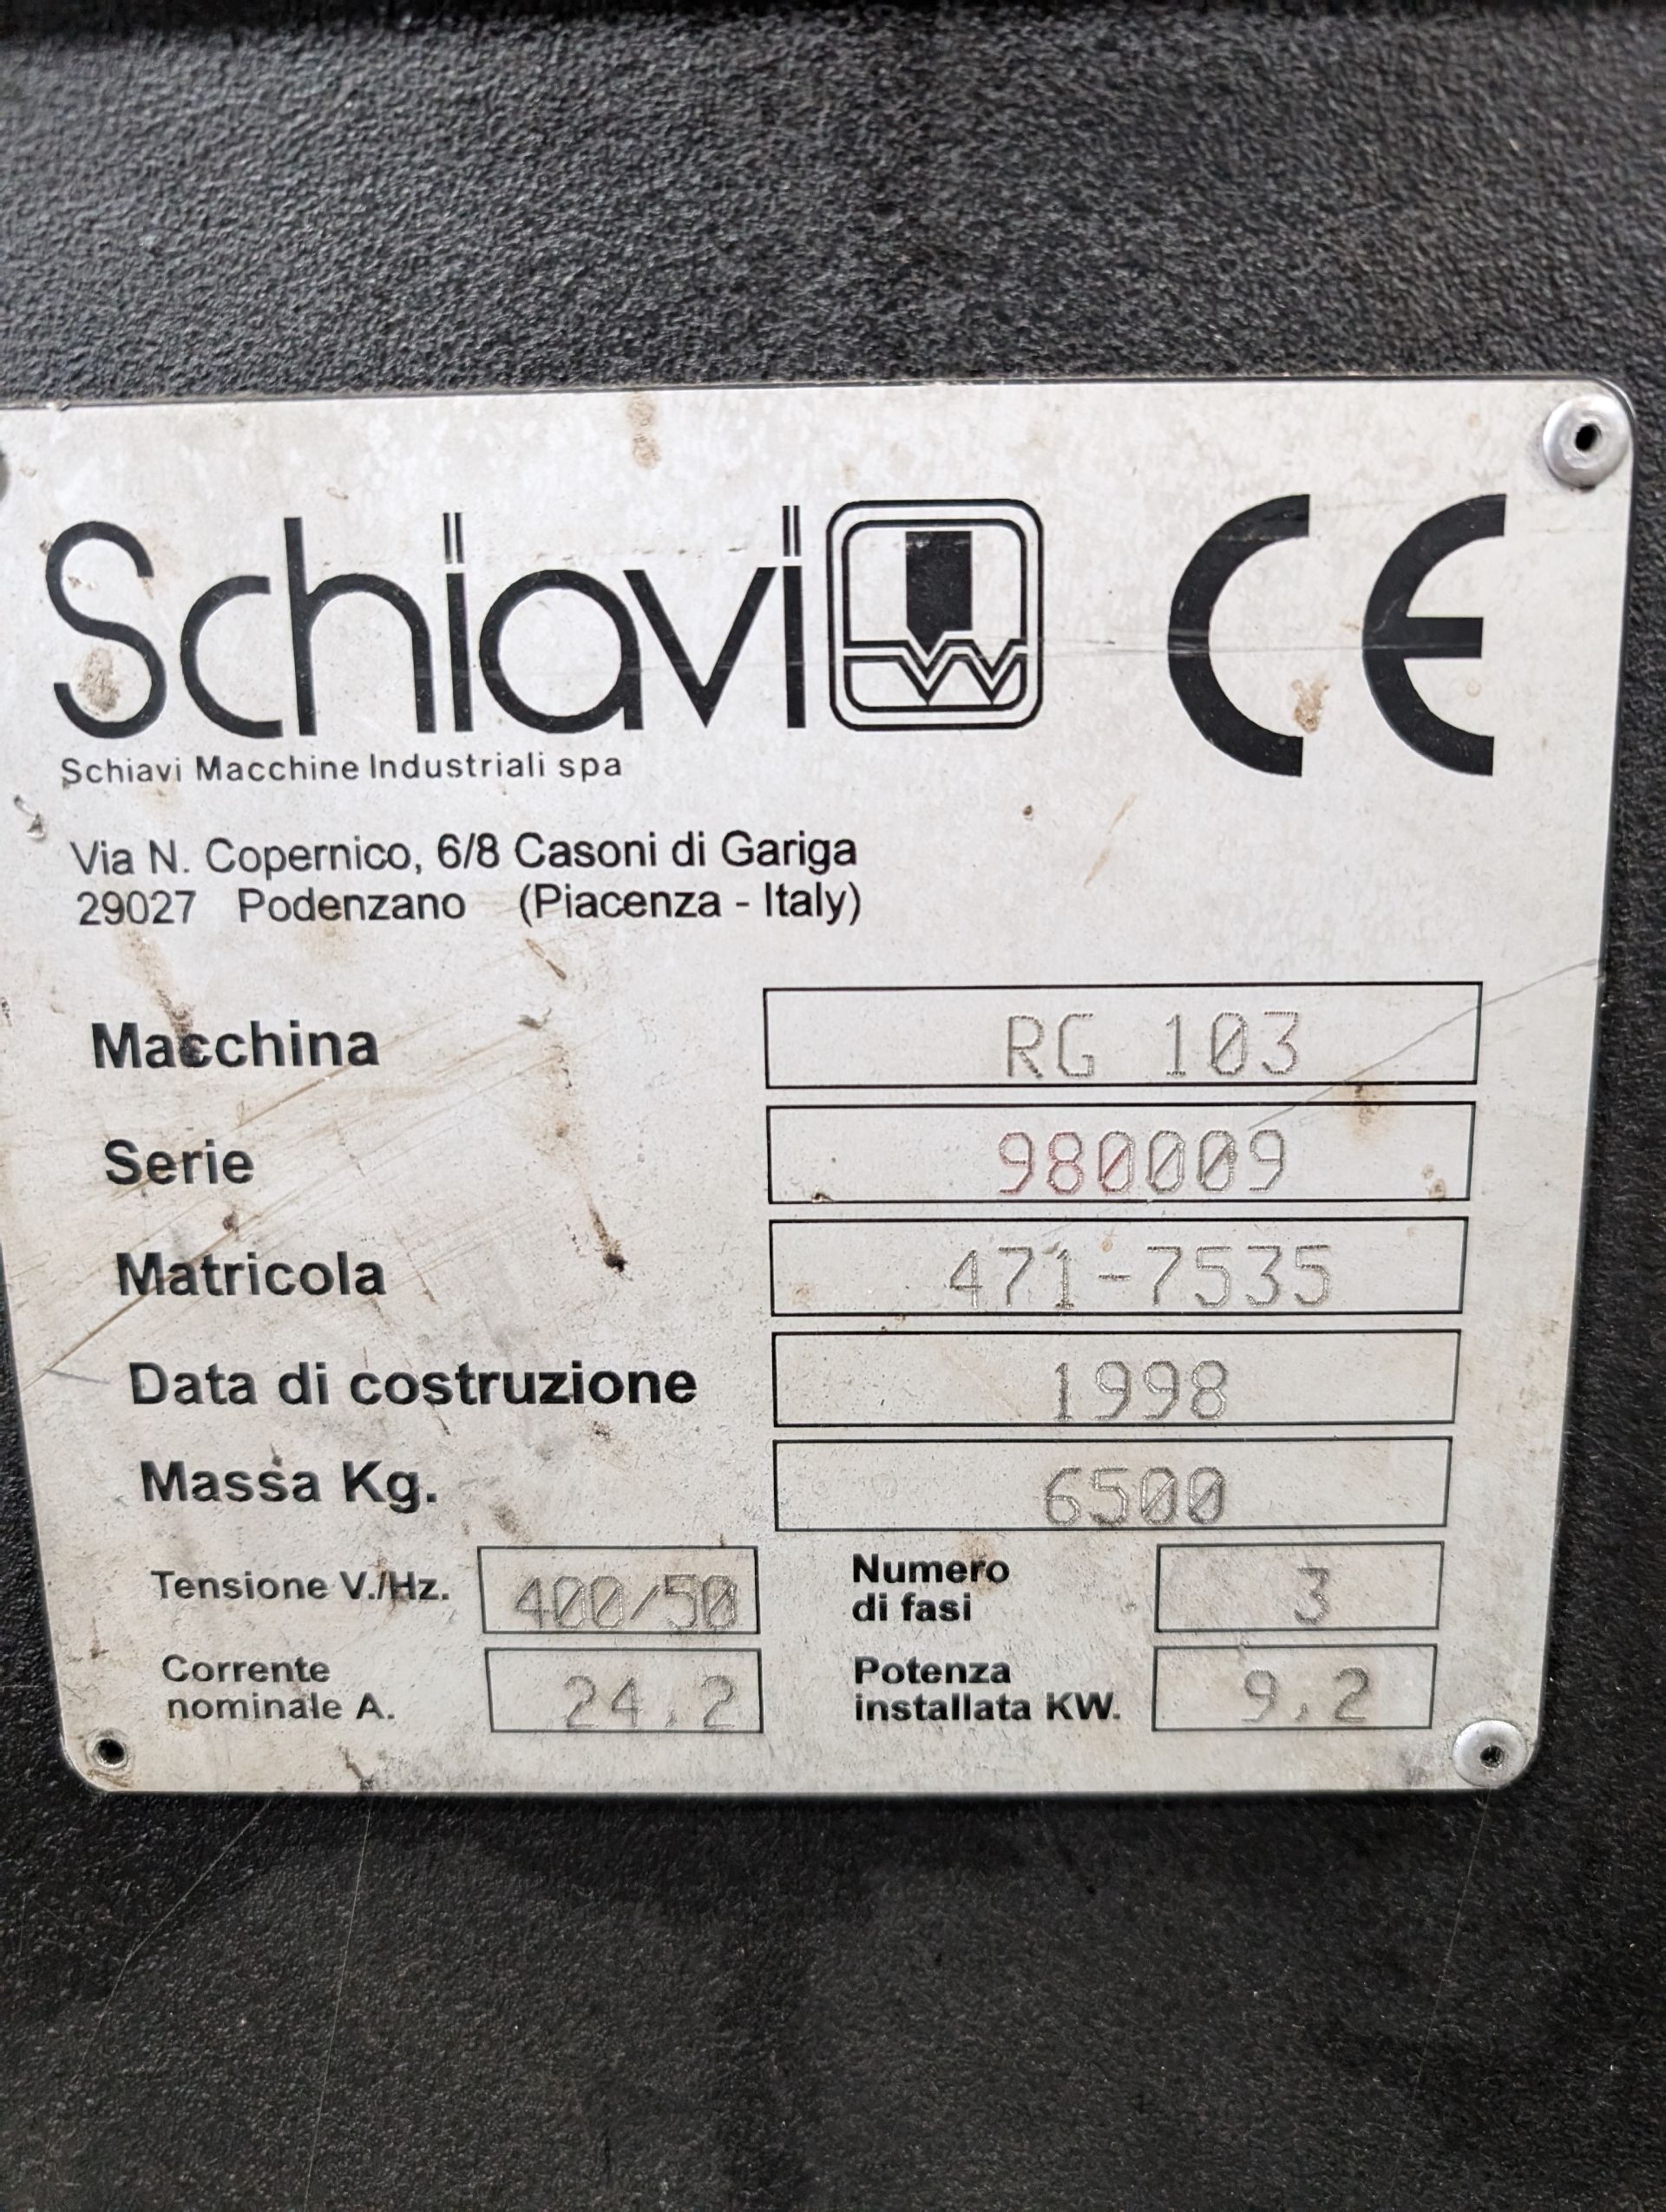 Schiavi CE
Schiavi Macchine Industriali spa
Via N. Copernico, 6/8 Casoni di Gariga
29027 Podenzano (Piacenza - Italy)
Macchina RG 103
Serie 980009
Matricola 471-7535
Data di costruzione 1998
Massa Kg. 6500
Tensione V./Hz. 400/50
Numero
di fasi 3
Corrente
nominale A. 24.2
Potenza
installata KW. 9.2